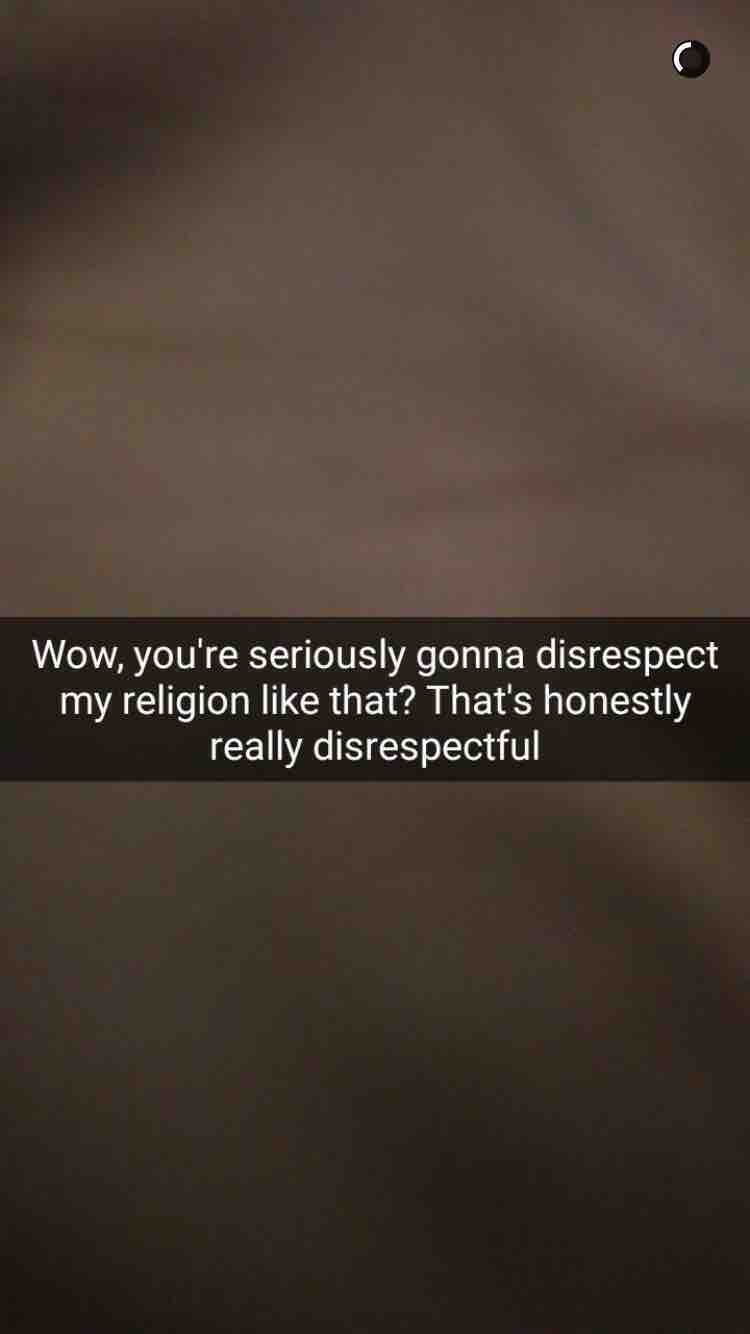 Wow, you're seriously gonna disrespect
my religion like that? That's honestly
really disrespectful